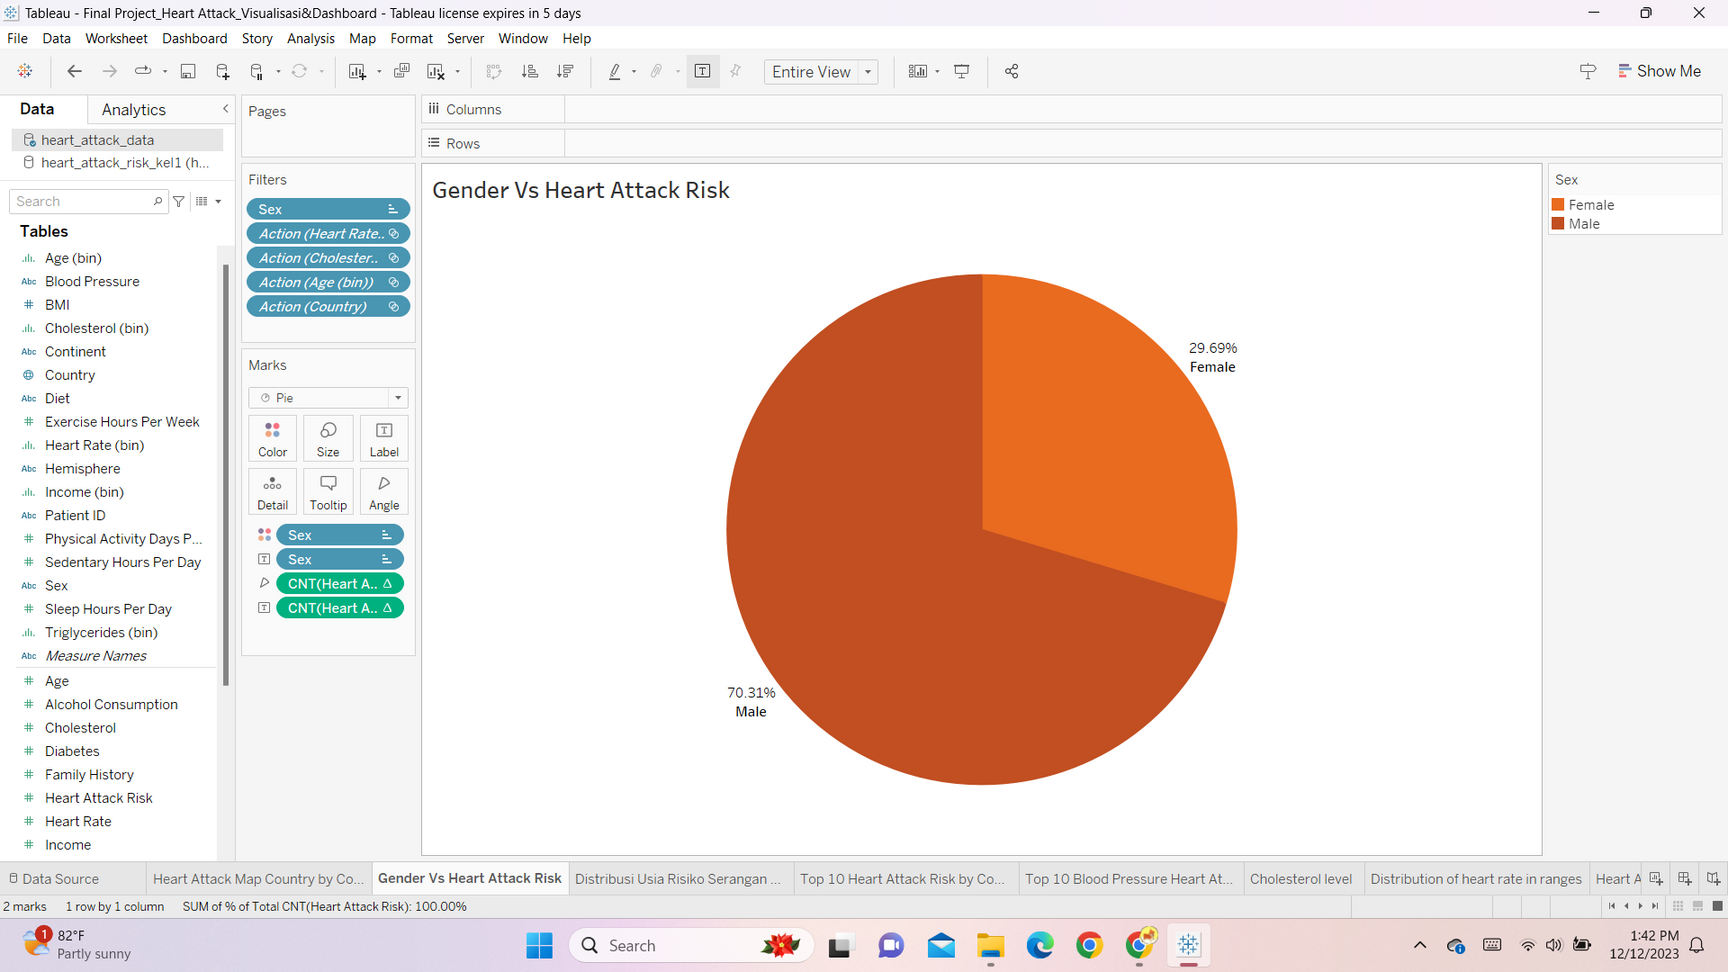 Tableau - Final Project_Heart Attack_Visualisasi&Dashboard - Tableau license expires in 5 days
File Data Worksheet Dashboard Story Analysis Map Format Server Window Help
Entire View
Show Me
Data Analytics
heart_attack_data
heart_attack_risk_kel1 (h...
Search
Tables
Age (bin)
Abc Blood Pressure
# BMI
Cholesterol (bin)
Abc Continent
Country
Abc Diet
# Exercise Hours Per Week
Heart Rate (bin)
Abc Hemisphere
Income (bin)
Abc Patient ID
# Physical Activity Days P...
# Sedentary Hours Per Day
Abc Sex
# Sleep Hours Per Day
Triglycerides (bin)
Abc Measure Names
# Age
# Alcohol Consumption
# Cholesterol
# Diabetes
# Family History
# Heart Attack Risk
# Heart Rate
# Income
Pages
Filters
Sex
Action (Heart Rate..
Action (Cholester..
Action (Age (bin))
Action (Country)
Marks
Pie
Color Size Label
Detail Tooltip Angle
Sex
Sex
CNT(Heart A..
CNT(Heart A..
Columns
Rows
Gender Vs Heart Attack Risk
29.69%
Female
70.31%
Male
Sex
Female
Male
Data Source Heart Attack Map Country by Co... Gender Vs Heart Attack Risk Distribusi Usia Risiko Serangan ... Top 10 Heart Attack Risk by Co... Top 10 Blood Pressure Heart At... Cholesterol level Distribution of heart rate in ranges Heart A
2 marks 1 row by 1 column SUM of % of Total CNT(Heart Attack Risk): 100.00%
1
82°F
Partly sunny
Search
1:42 PM
12/12/2023